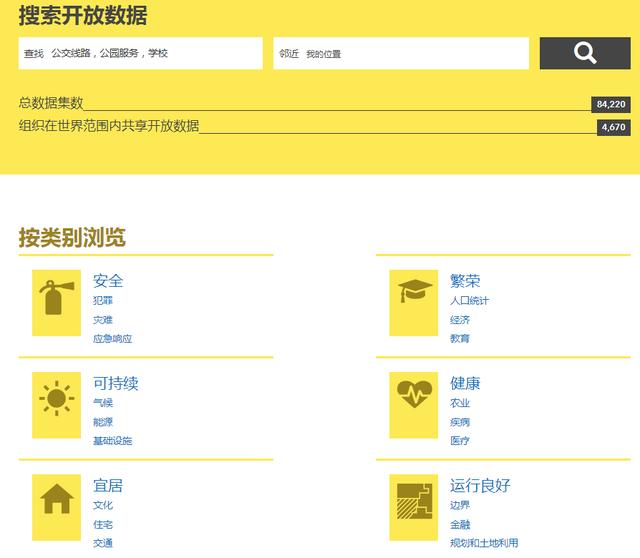 搜索开放数据
查找 公交线路，公园服务，学校
邻近 我的位置
总数据集数 84,220
组织在世界范围内共享开放数据 4,670
按类别浏览
安全
犯罪
灾难
应急响应
繁荣
人口统计
经济
教育
可持续
气候
能源
基础设施
健康
农业
疾病
医疗
宜居
文化
住宅
交通
运行良好
边界
金融
规划和土地利用